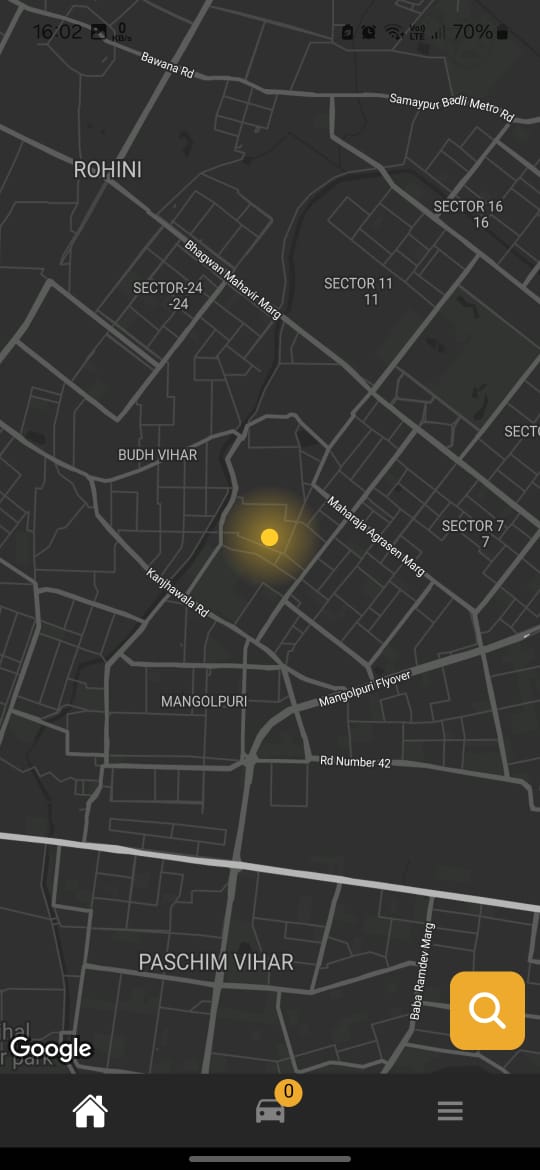 16:02 0 KB/s Vo)) LTE 70%
Bawana Rd
Samaypur Badli Metro Rd
ROHINI
SECTOR 16
16
Bhagwan Mahavir Marg
SECTOR-24
-24
SECTOR 11
11
SECTO
BUDH VIHAR
Maharaja Agrasen Marg
SECTOR 7
7
Kanjhawala Rd
MANGOLPURI
Mangolpuri Flyover
Rd Number 42
PASCHIM VIHAR
Baba Ramdev Marg
ihal
r park
Google
0